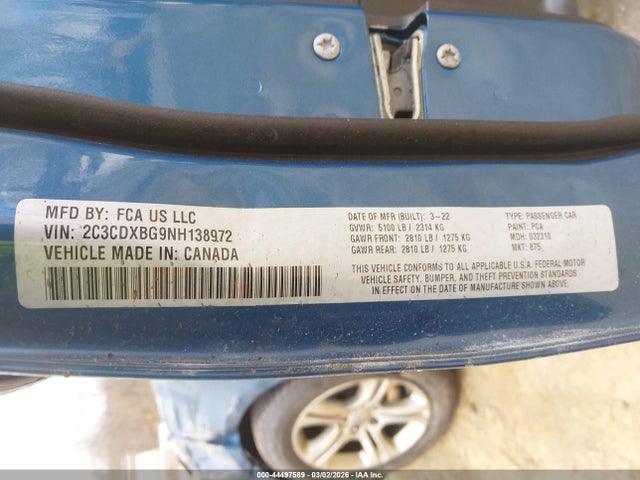 MFD BY: FCA US LLC
VIN: 2C3CDXBG9NH138972
VEHICLE MADE IN: CANADA
DATE OF MFR (BUILT): 3-22
GVWR: 5100 LB / 2314 KG
GAWR FRONT: 2810 LB / 1275 KG
GAWR REAR: 2810 LB / 1275 KG
TYPE: PASSENGER CAR
PAINT: PCA
MDH: 032310
MKT: B75
THIS VEHICLE CONFORMS TO ALL APPLICABLE U.S.A. FEDERAL MOTOR
VEHICLE SAFETY, BUMPER, AND THEFT PREVENTION STANDARDS
IN EFFECT ON THE DATE OF MANUFACTURE SHOWN ABOVE.
000-44497589 - 03/02/2026 - COPYRIGHT IAA, LLC